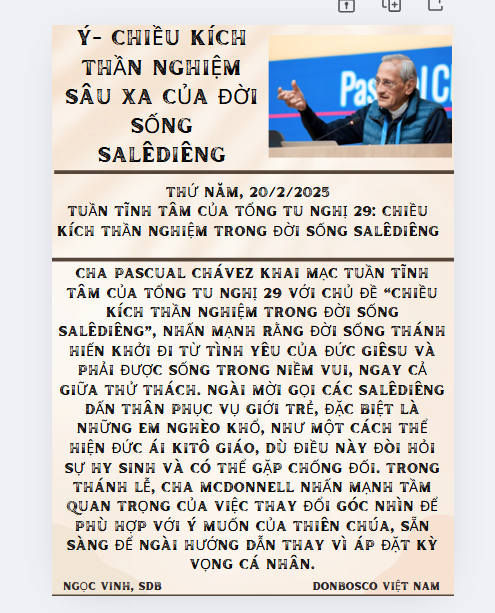 Ý- CHIỀU KÍCH
THẦN NGHIỆM
SÂU XA CỦA ĐỜI
SỐNG
SALÊDIÊNG
THỨ NĂM, 20/2/2025
TUẦN TĨNH TÂM CỦA TỔNG TU NGHỊ 29: CHIỀU
KÍCH THẦN NGHIỆM TRONG ĐỜI SỐNG SALÊDIÊNG
CHA PASCUAL CHÁVEZ KHAI MẠC TUẦN TĨNH
TÂM CỦA TỔNG TU NGHỊ 29 VỚI CHỦ ĐỀ “CHIỀU
KÍCH THẦN NGHIỆM TRONG ĐỜI SỐNG
SALÊDIÊNG”, NHẤN MẠNH RẰNG ĐỜI SỐNG THÁNH
HIẾN KHỞI ĐI TỪ TÌNH YÊU CỦA ĐỨC GIÊSU VÀ
PHẢI ĐƯỢC SỐNG TRONG NIỀM VUI, NGAY CẢ
GIỮA THỬ THÁCH. NGÀI MỜI GỌI CÁC SALÊDIÊNG
DẤN THÂN PHỤC VỤ GIỚI TRẺ, ĐẶC BIỆT LÀ
NHỮNG EM NGHÈO KHỔ, NHƯ MỘT CÁCH THỂ
HIỆN ĐỨC ÁI KITÔ GIÁO, DÙ ĐIỀU NÀY ĐÒI HỎI
SỰ HY SINH VÀ CÓ THỂ GẶP CHỐNG ĐỐI. TRONG
THÁNH LỄ, CHA MCDONNELL NHẤN MẠNH TẦM
QUAN TRỌNG CỦA VIỆC THAY ĐỔI GÓC NHÌN ĐỂ
PHÙ HỢP VỚI Ý MUỐN CỦA THIÊN CHÚA, SẴN
SÀNG ĐỂ NGÀI HƯỚNG DẪN THAY VÌ ÁP ĐẶT KỲ
VỌNG CÁ NHÂN.
NGỌC VINH, SDB DONBOSCO VIỆT NAM